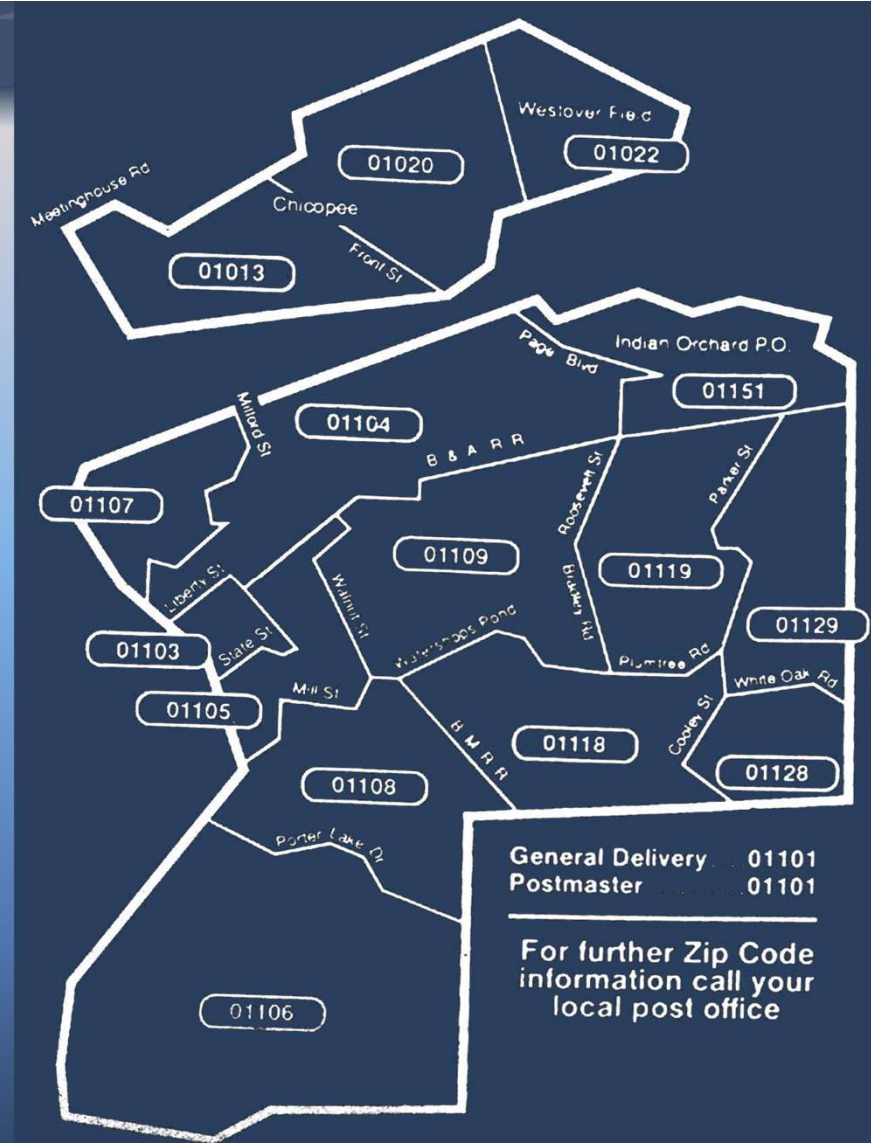 Westover Field
01022
01020
Meetinghouse Rd
Chicopee
01013
Front St
Indian Orchard P.O.
Page Blvd
01151
01104
B & A R R
01107
Roosevelt St
Parker St
01109
01119
Liberty St
Walnut St
Bradley Rd
01129
01103
State St
Watershops Pond
Plumtree Rd
White Oak Rd
01105
Mill St
B M R R
01118
Cooley St
01128
01108
Porter Lake Dr
General Delivery ... 01101
Postmaster ......... 01101
For further Zip Code
information call your
local post office
01106